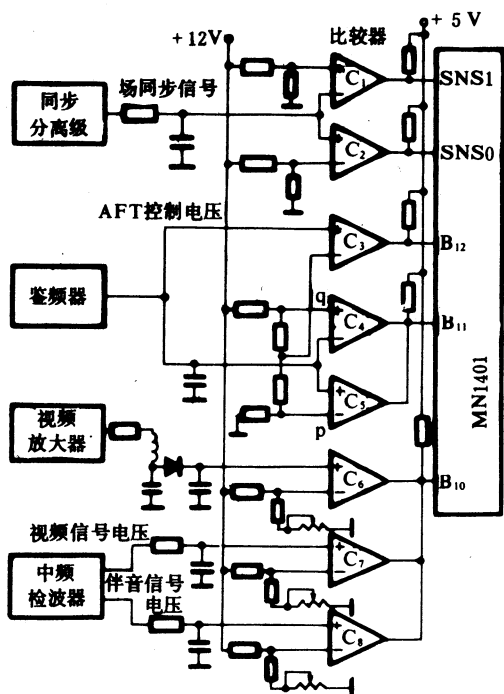 + 5 V
+ 12V
比较器
C₁
SNS1
场同步信号
同步
分离级
C₂
SNS0
AFT控制电压
C₃
B₁₂
鉴频器
q
C₄
B₁₁
MN1401
C₅
p
视频
放大器
C₆
B₁₀
视频信号电压
C₇
中频
检波器
伴音信号
电压
C₈